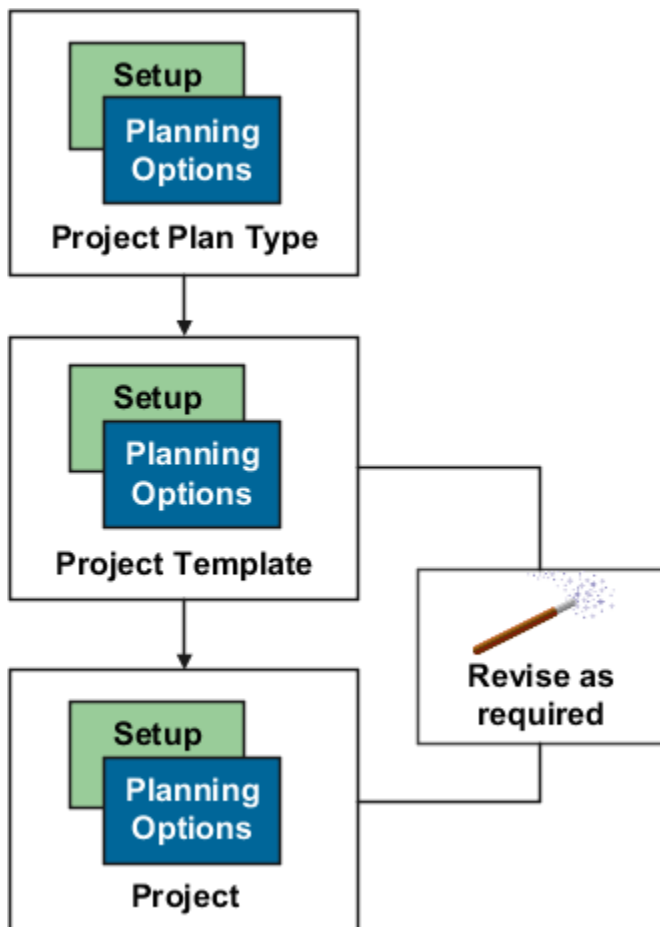 Setup
Planning
Options
Project Plan Type
Setup
Planning
Options
Project Template
Revise as
required
Setup
Planning
Options
Project